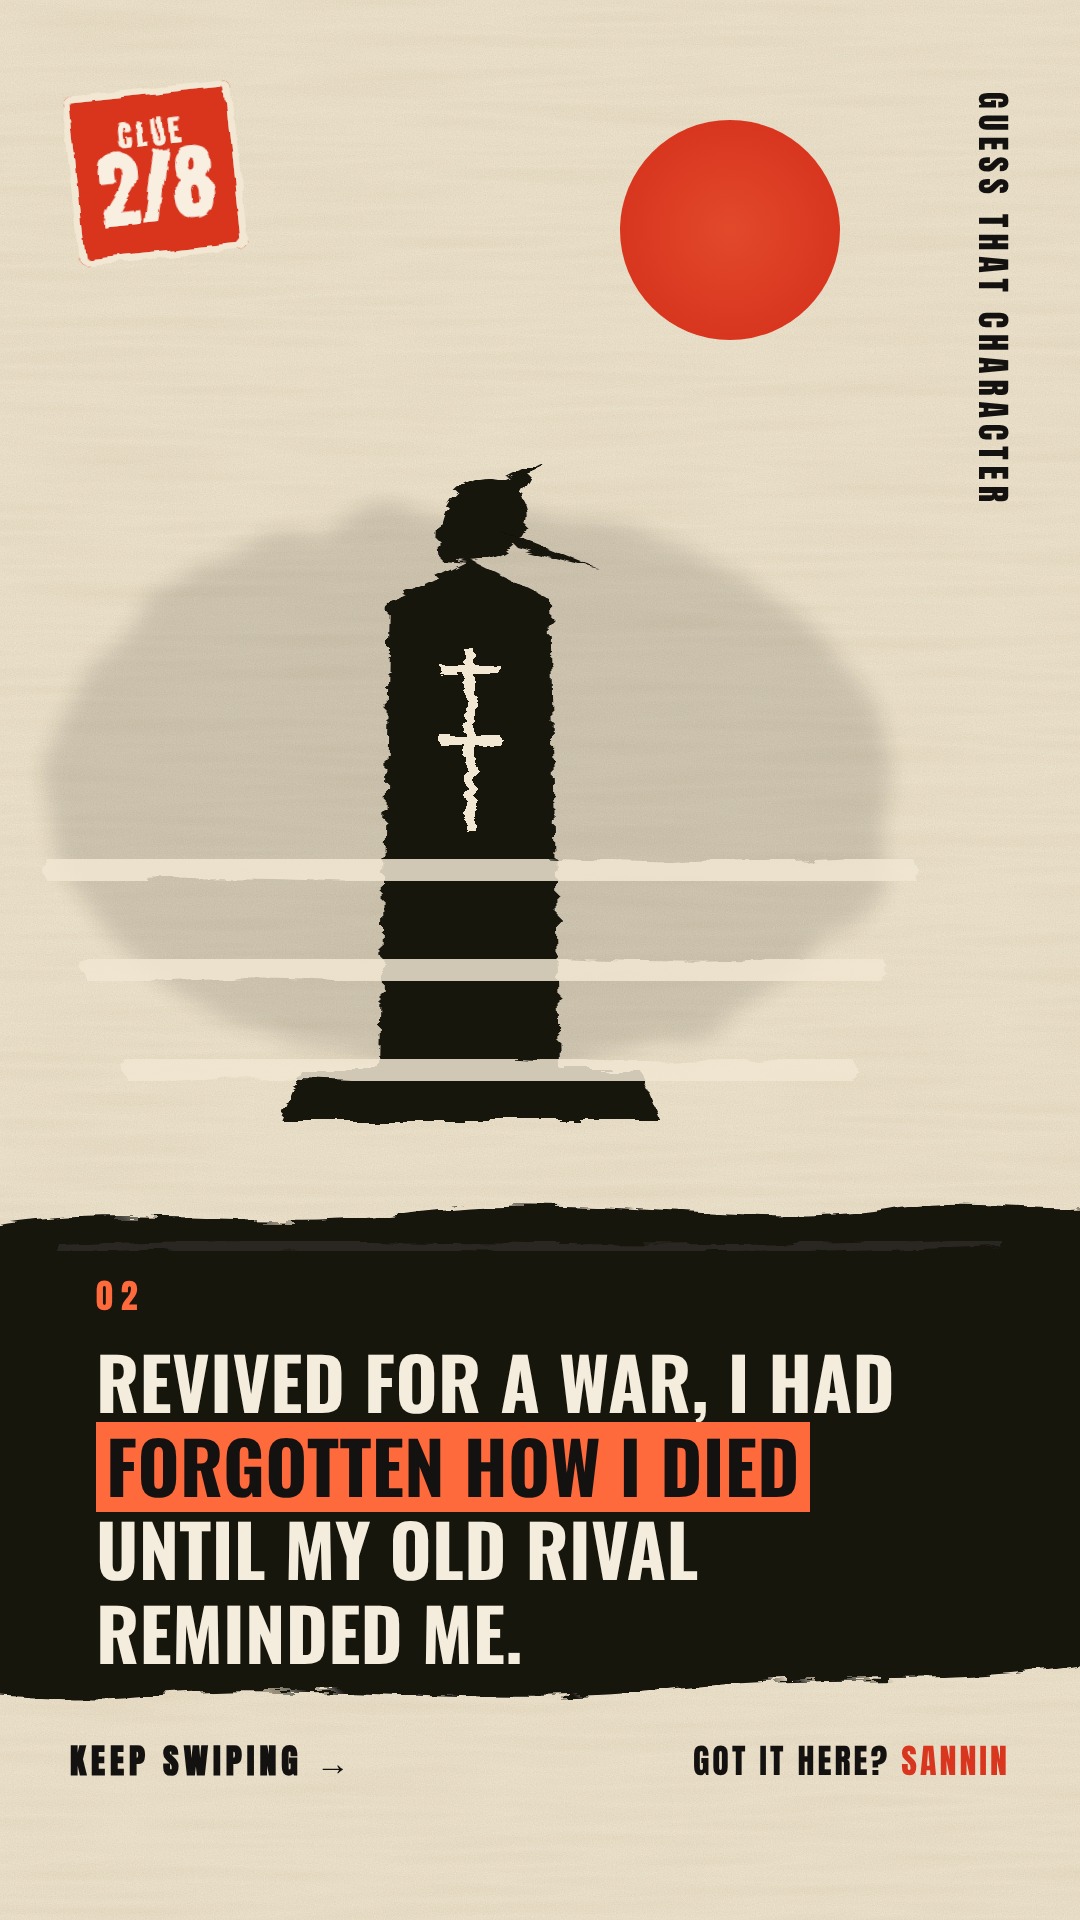 CLUE
2/8
GUESS THAT CHARACTER
02
REVIVED FOR A WAR, I HAD
FORGOTTEN HOW I DIED
UNTIL MY OLD RIVAL
REMINDED ME.
KEEP SWIPING →
GOT IT HERE? SANNIN